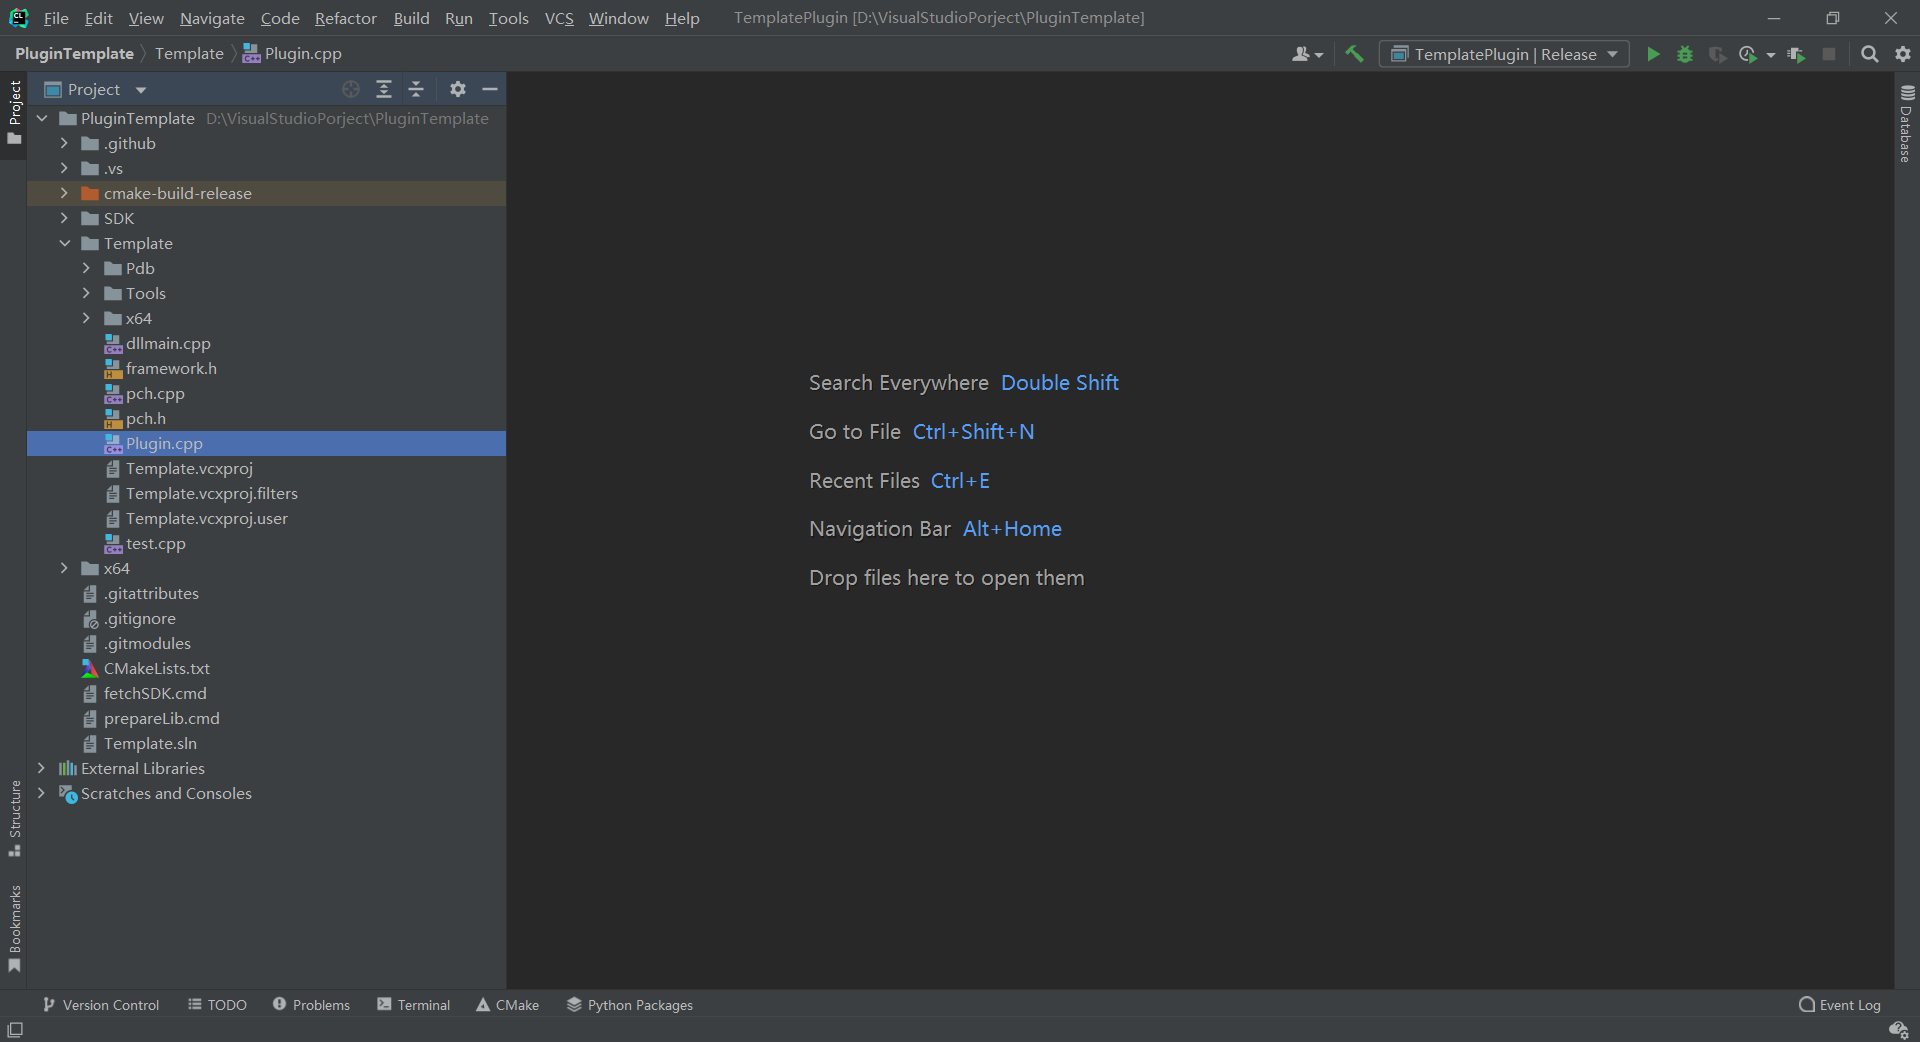 File Edit View Navigate Code Refactor Build Run Tools VCS Window Help TemplatePlugin [D:\VisualStudioPorject\PluginTemplate]
PluginTemplate Template Plugin.cpp TemplatePlugin | Release
Project
Project
PluginTemplate D:\VisualStudioPorject\PluginTemplate
.github
.vs
cmake-build-release
SDK
Template
Pdb
Tools
x64
dllmain.cpp
framework.h
pch.cpp
pch.h
Plugin.cpp
Template.vcxproj
Template.vcxproj.filters
Template.vcxproj.user
test.cpp
x64
.gitattributes
.gitignore
.gitmodules
CMakeLists.txt
fetchSDK.cmd
prepareLib.cmd
Template.sln
External Libraries
Scratches and Consoles
Structure
Bookmarks
Search Everywhere Double Shift
Go to File Ctrl+Shift+N
Recent Files Ctrl+E
Navigation Bar Alt+Home
Drop files here to open them
Database
Version Control TODO Problems Terminal CMake Python Packages Event Log